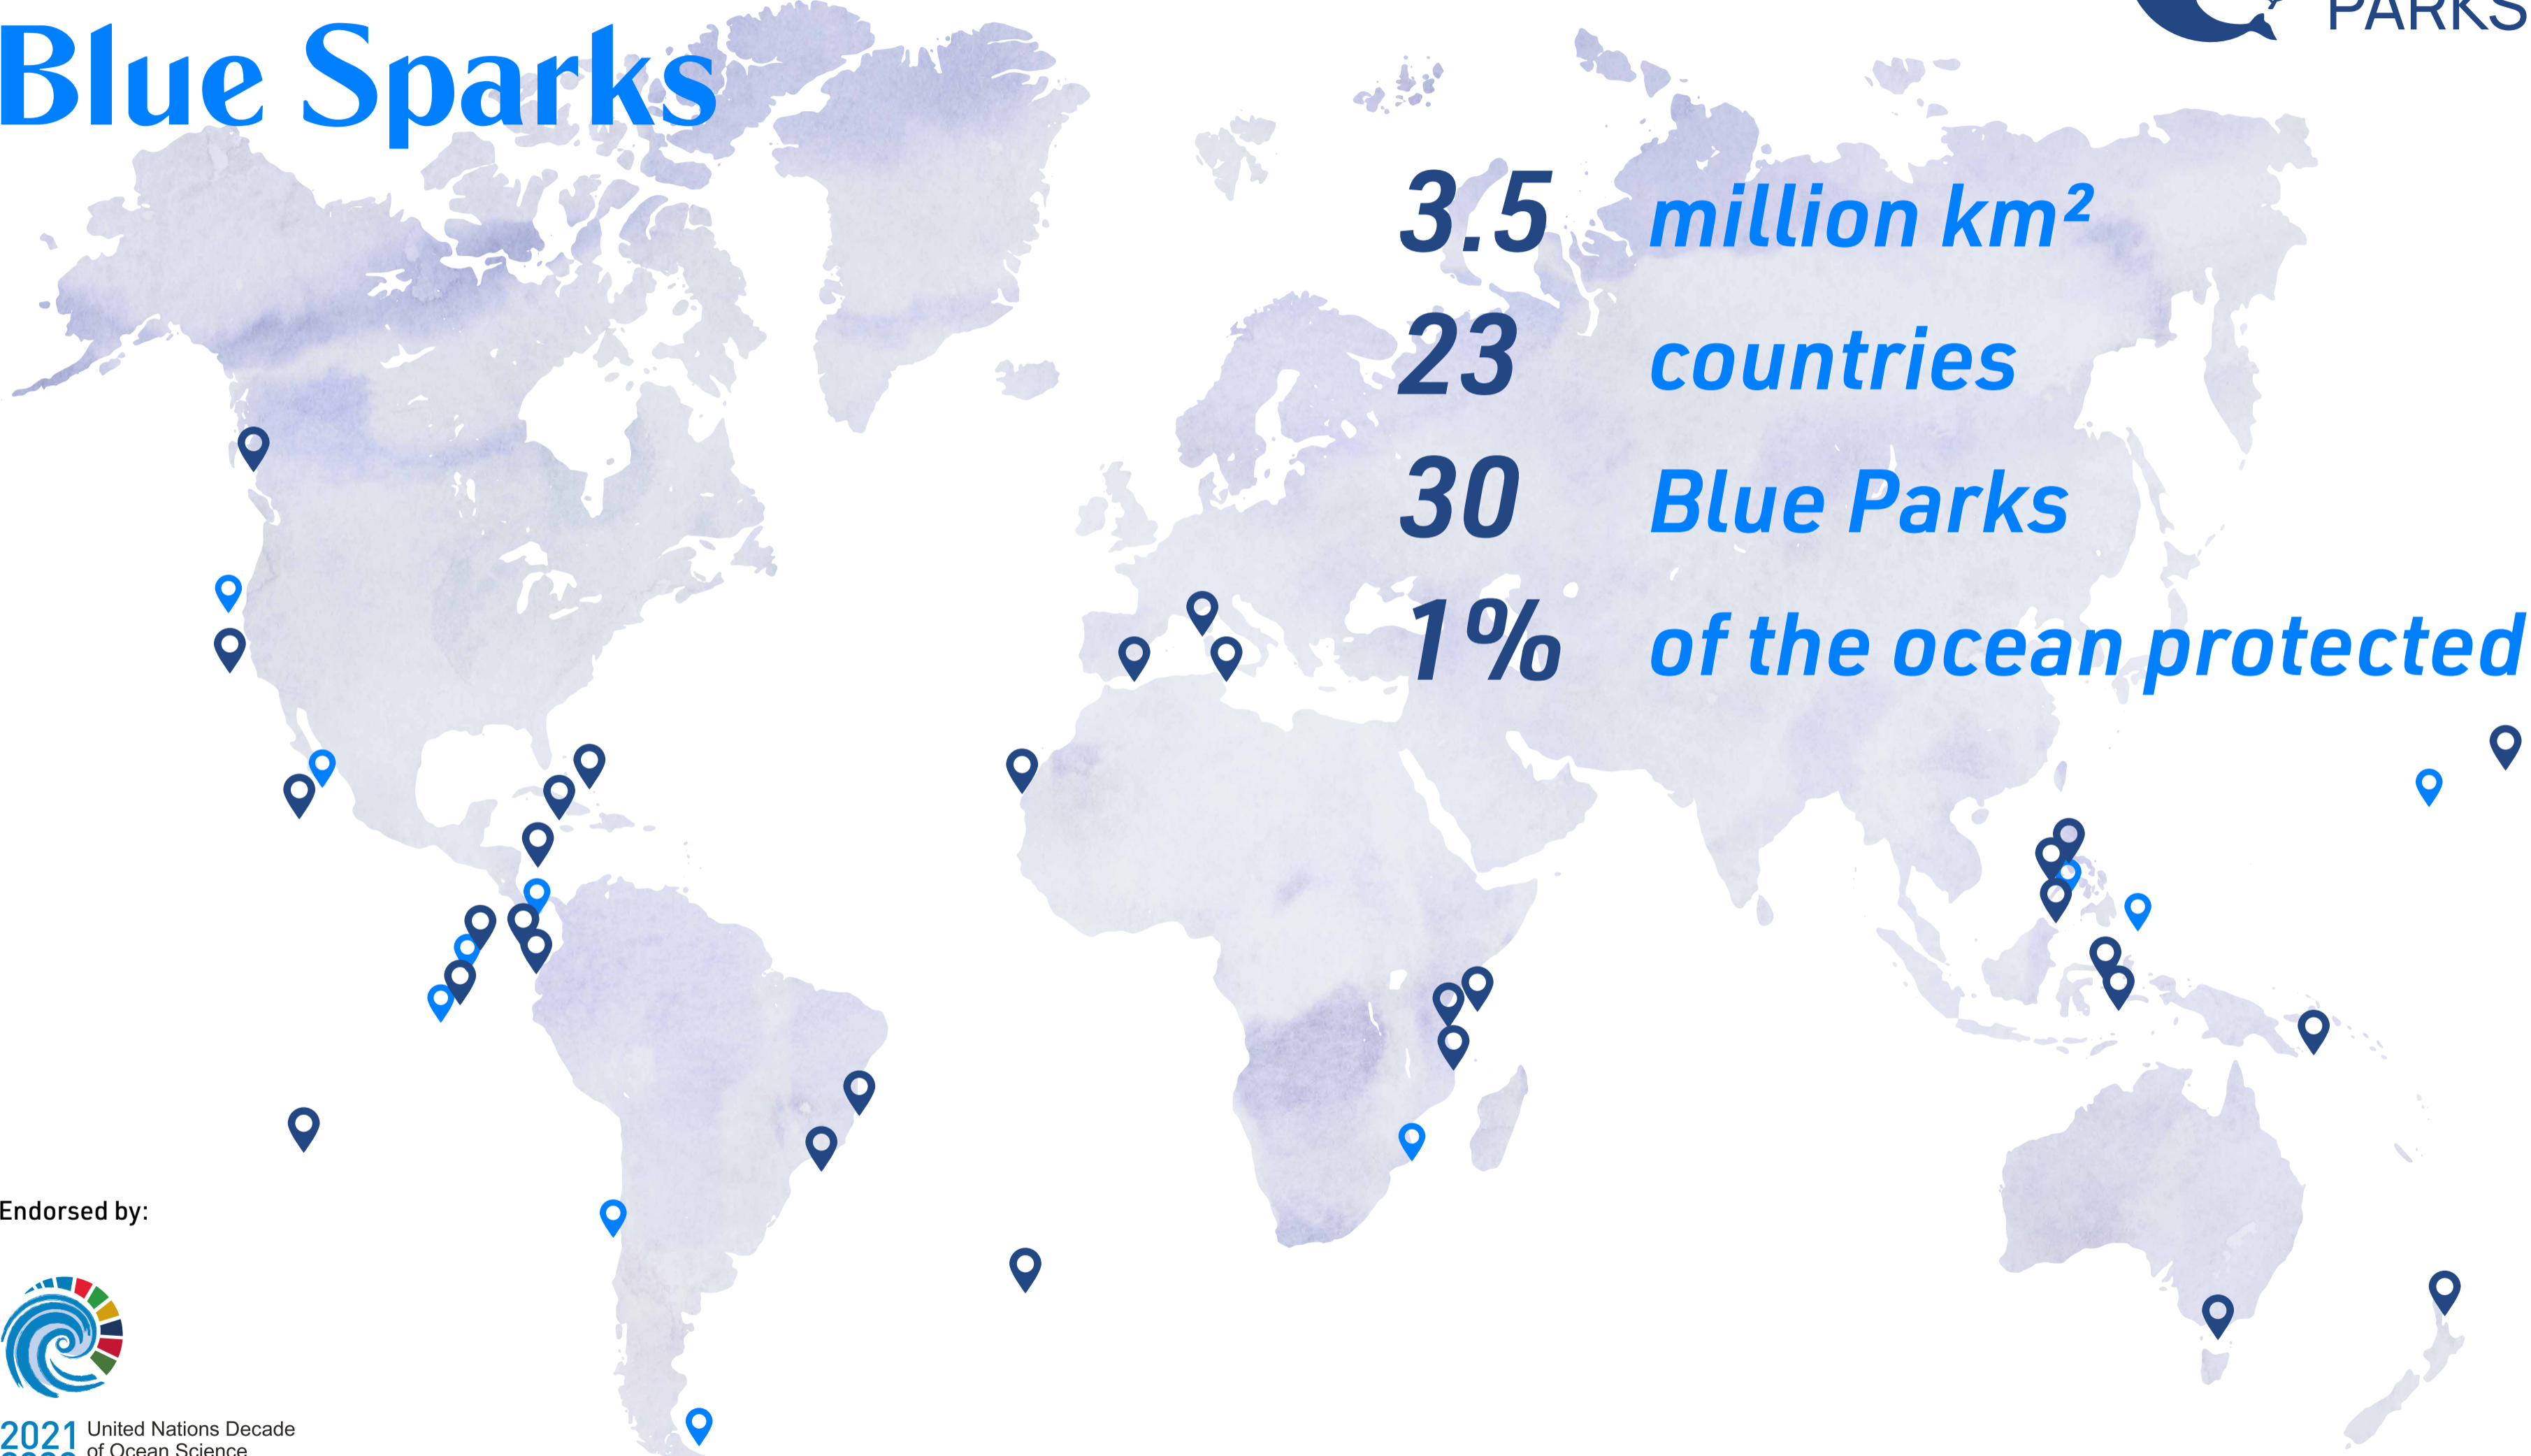 Blue Sparks
PARKS
3.5 million km²
23 countries
30 Blue Parks
1% of the ocean protected
Endorsed by:
2021 United Nations Decade
of Ocean Science